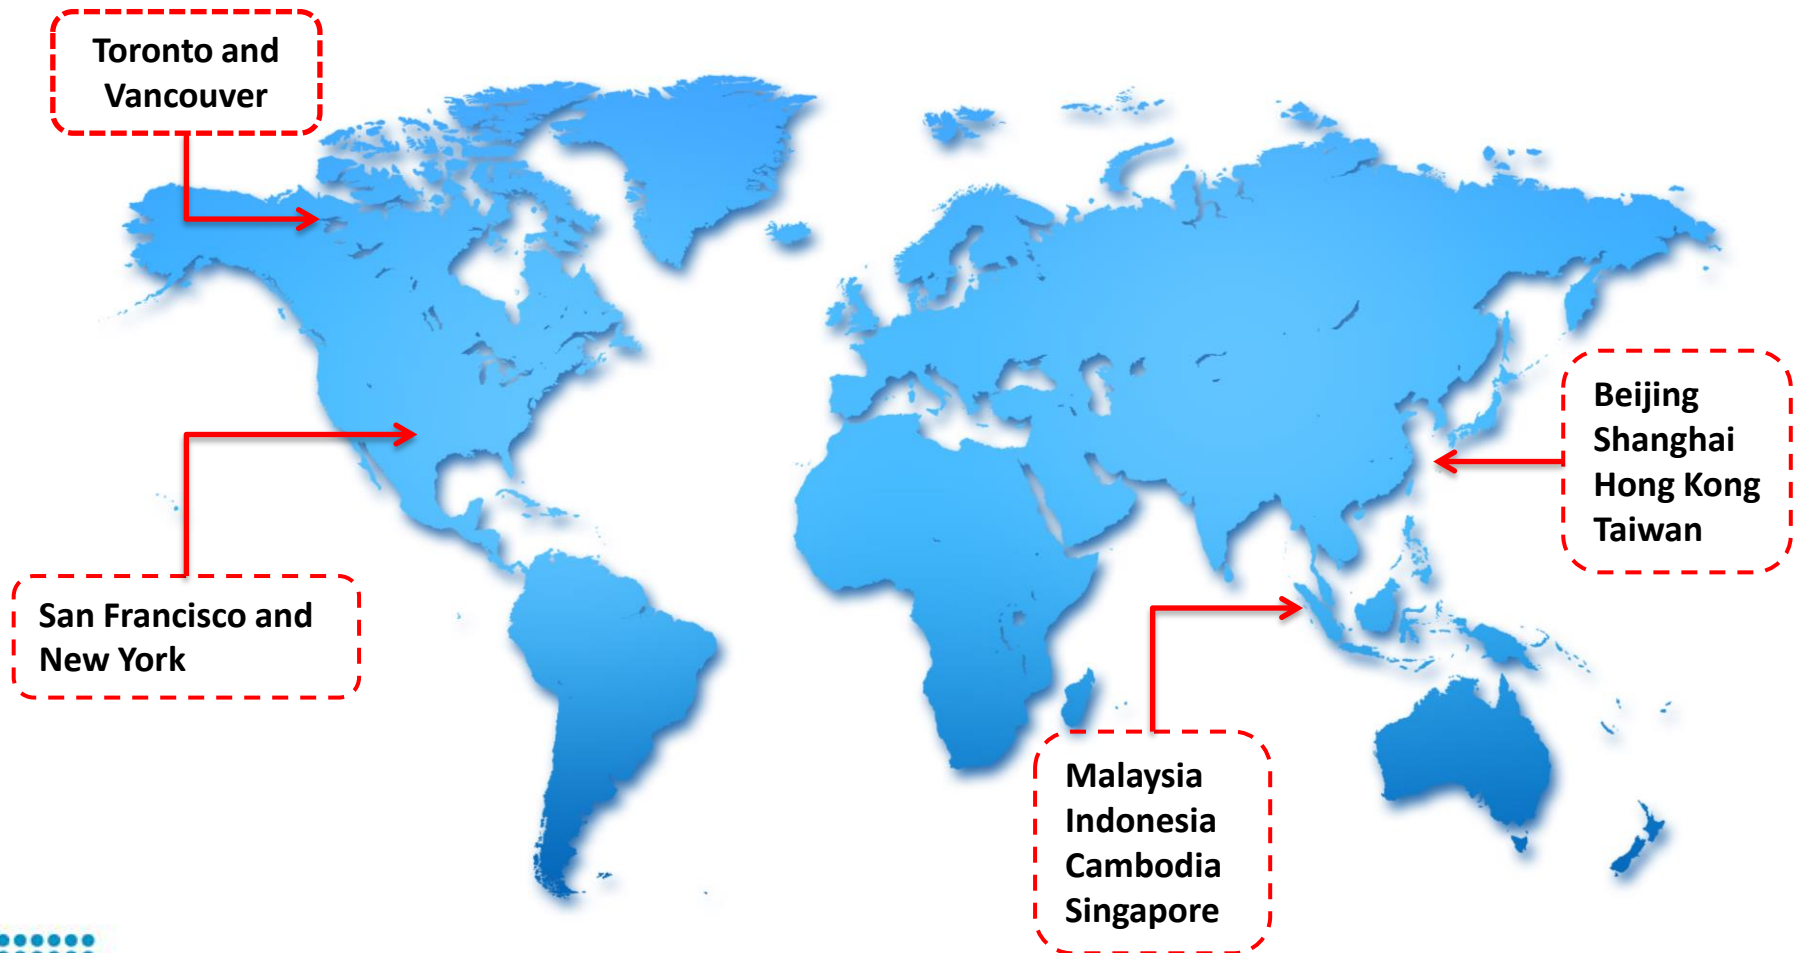 Toronto and
Vancouver
Beijing
Shanghai
Hong Kong
Taiwan
San Francisco and
New York
Malaysia
Indonesia
Cambodia
Singapore